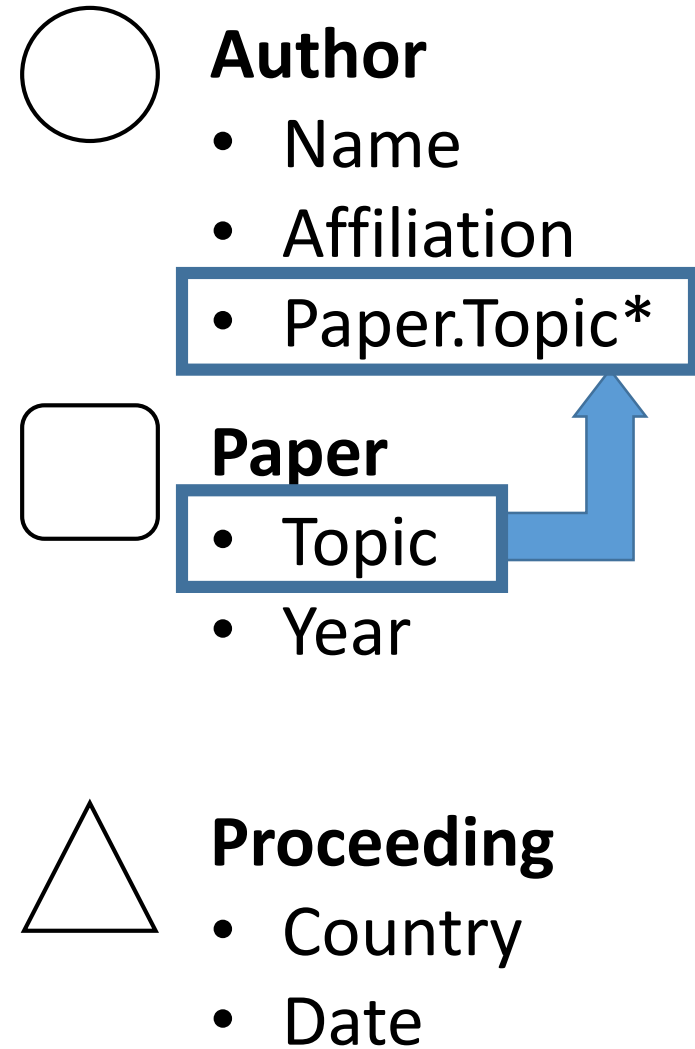 Author
• Name
• Affiliation
• Paper.Topic*
Paper
• Topic
• Year
Proceeding
• Country
• Date